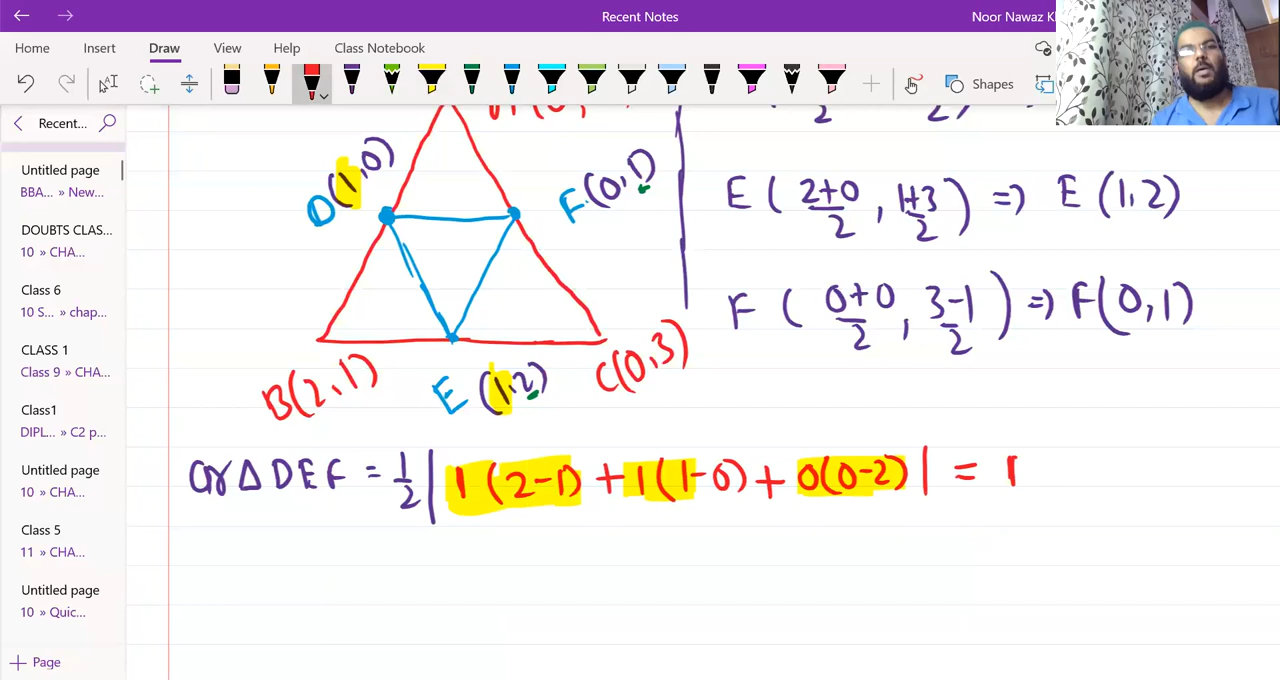 Recent Notes
Noor Nawaz
Home Insert Draw View Help Class Notebook
Shapes
Recent...
Untitled page
BBA... » New...
DOUBTS CLAS...
10 » CHA...
Class 6
10 S... » chap...
CLASS 1
Class 9 » CHA...
Class1
DIPL... » C2 p...
Untitled page
10 » CHA...
Class 5
11 » CHA...
Untitled page
10 » Quic...
Page
D(1,0)
F(0,1)
B(2,1)
E(1,2)
C(0,3)
E ( 2+0/2 , 1+3/2 ) => E (1,2)
F ( 0+0/2 , 3-1/2 ) => F(0,1)
ar Δ DEF = 1/2 | 1(2-1) + 1(1-0) + 0(0-2) | = 1